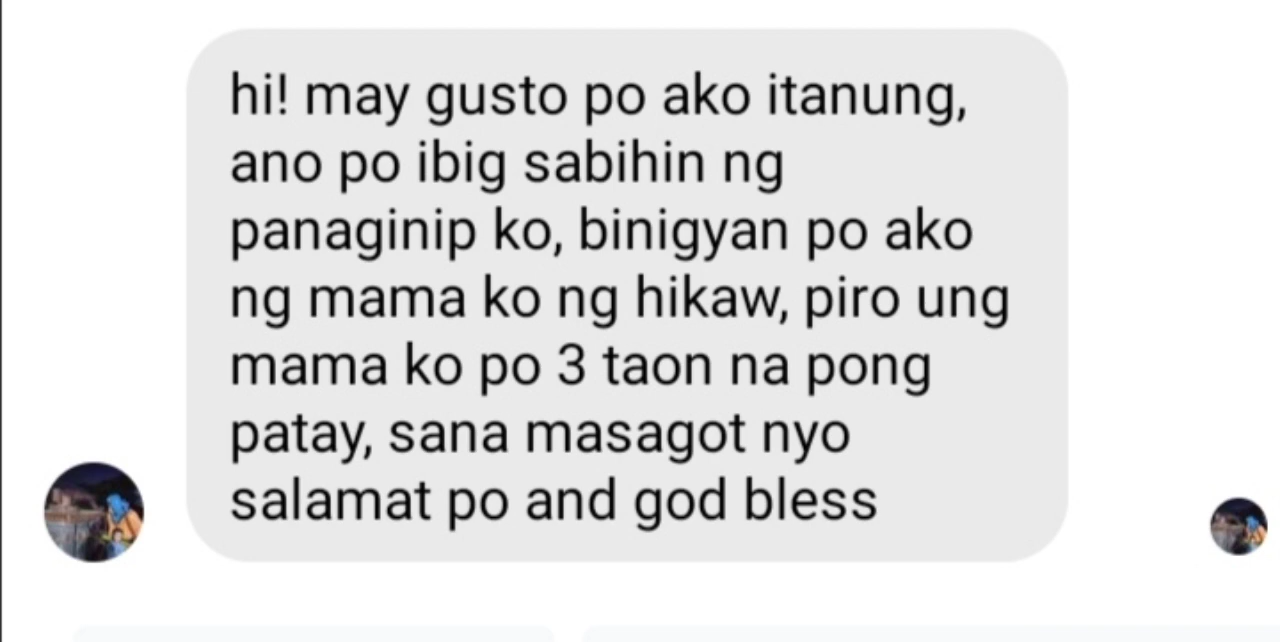 hi! may gusto po ako itanung,
ano po ibig sabihin ng
panaginip ko, binigyan po ako
ng mama ko ng hikaw, piro ung
mama ko po 3 taon na pong
patay, sana masagot nyo
salamat po and god bless